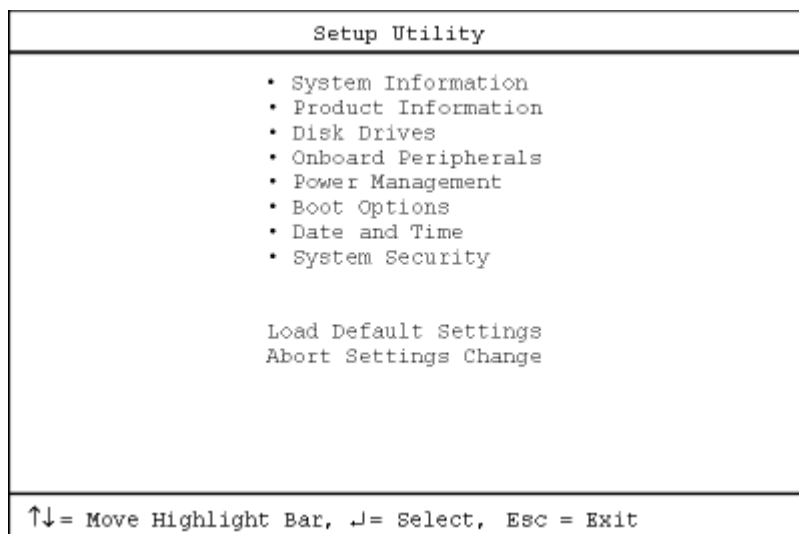 Setup Utility
• System Information
• Product Information
• Disk Drives
• Onboard Peripherals
• Power Management
• Boot Options
• Date and Time
• System Security
Load Default Settings
Abort Settings Change
↑↓= Move Highlight Bar, ↵= Select, Esc = Exit